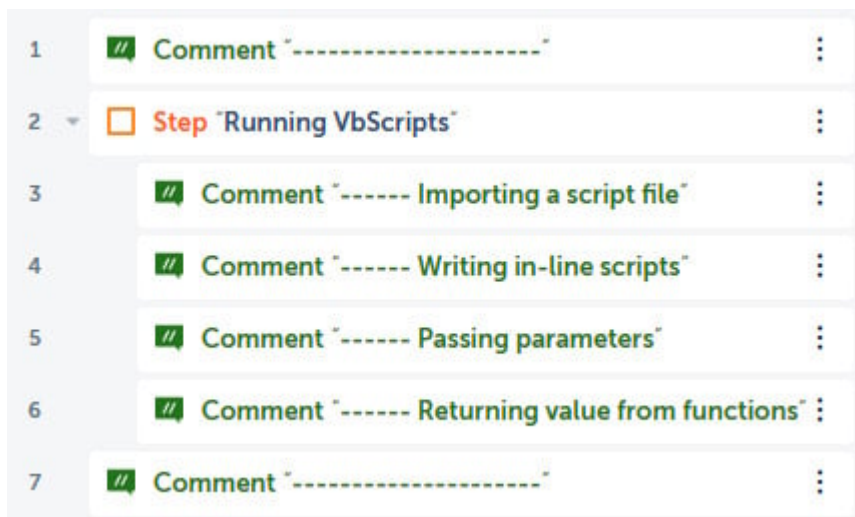 1 Comment "---------------------"
2 Step "Running VbScripts"
3 Comment "------ Importing a script file"
4 Comment "------ Writing in-line scripts"
5 Comment "------ Passing parameters"
6 Comment "------ Returning value from functions"
7 Comment "---------------------"